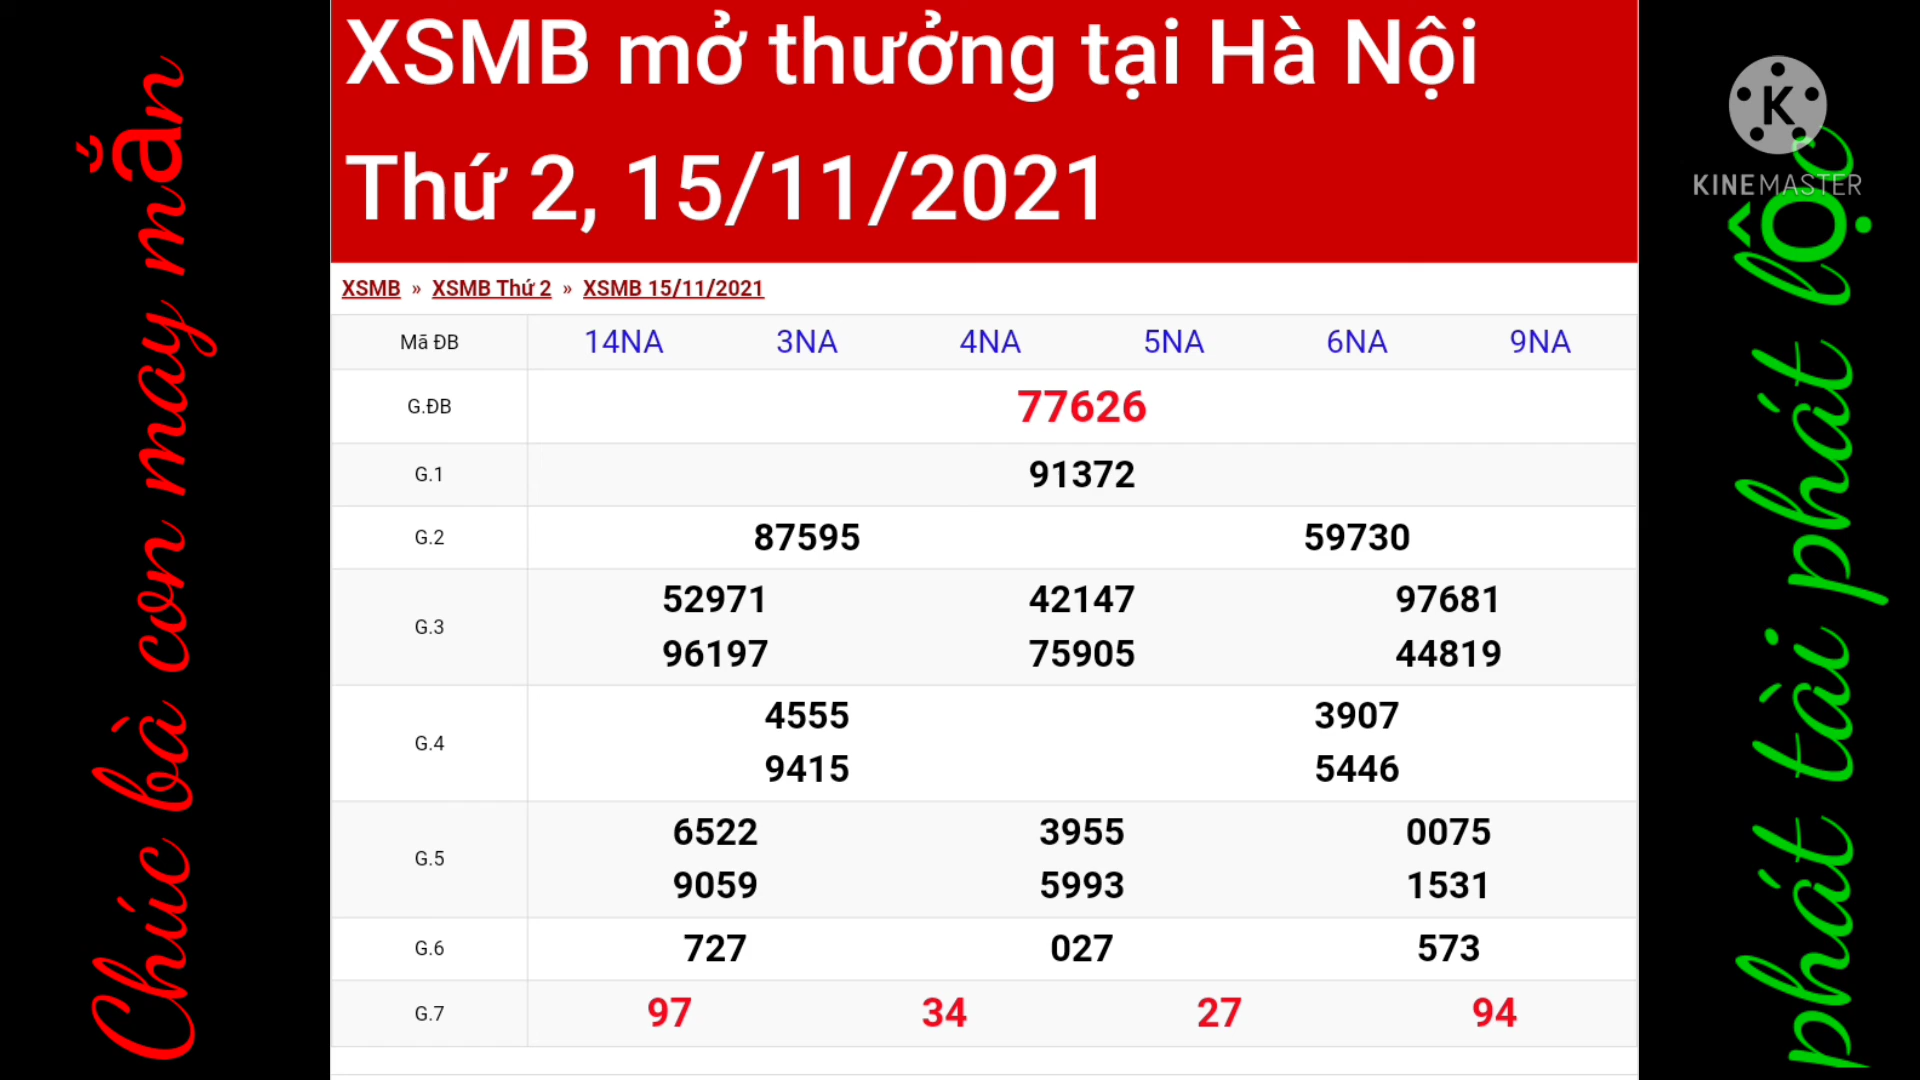 Chúc bà con may mắn
XSMB mở thưởng tại Hà Nội
Thứ 2, 15/11/2021
XSMB » XSMB Thứ 2 » XSMB 15/11/2021
Mã ĐB 14NA 3NA 4NA 5NA 6NA 9NA
G.ĐB 77626
G.1 91372
G.2 87595 59730
G.3 52971 42147 97681
96197 75905 44819
G.4 4555 3907
9415 5446
G.5 6522 3955 0075
9059 5993 1531
G.6 727 027 573
G.7 97 34 27 94
K
KINEMASTER
phát tài phát lộc